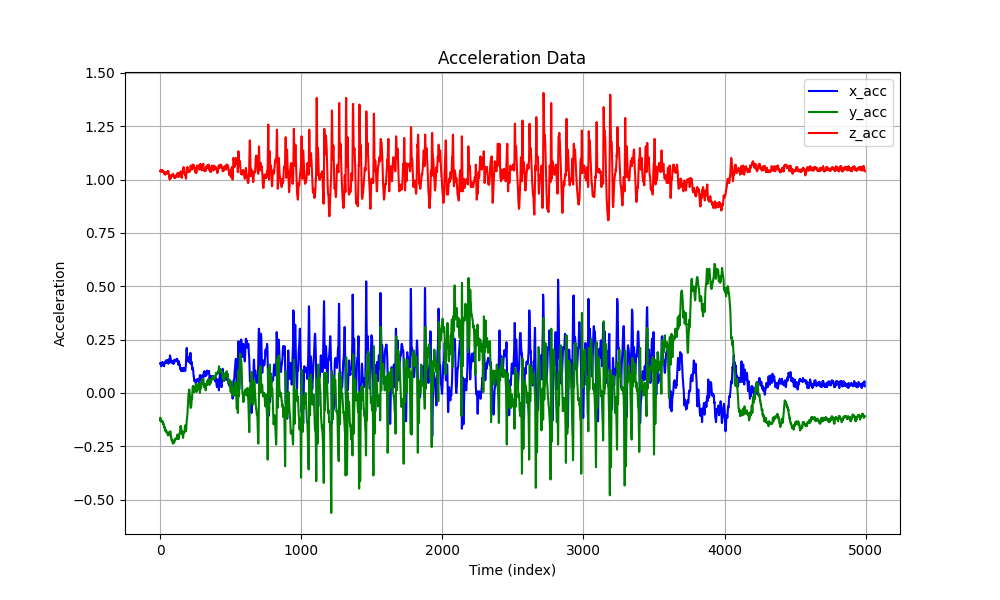 Acceleration Data
1.50
1.25
1.00
0.75
0.50
0.25
0.00
−0.25
−0.50
Acceleration
x_acc
y_acc
z_acc
0 1000 2000 3000 4000 5000
Time (index)